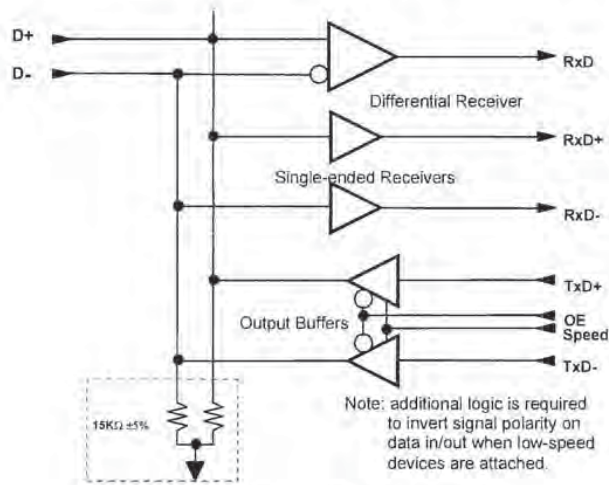 D+
D-
RxD
Differential Receiver
RxD+
Single-ended Receivers
RxD-
TxD+
Output Buffers
OE
Speed
TxD-
15KΩ ±5%
Note: additional logic is required
to invert signal polarity on
data in/out when low-speed
devices are attached.